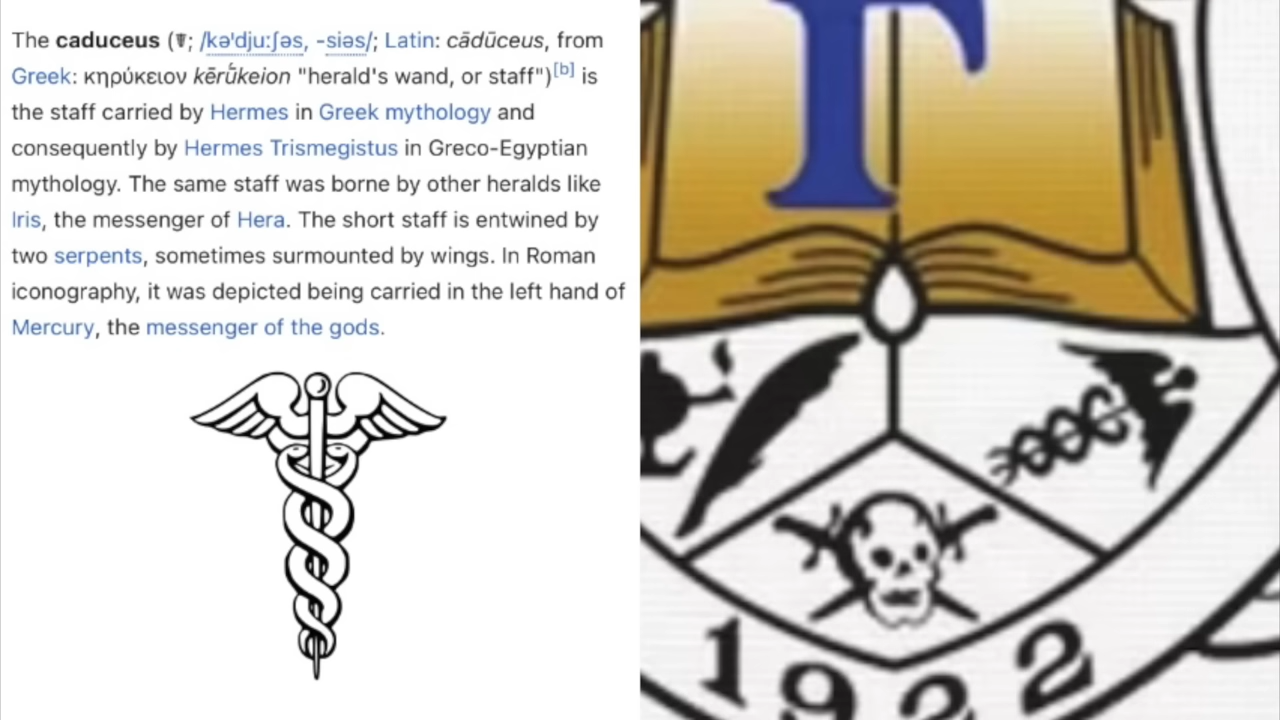 The caduceus (☤; /kəˈdjuːʃəs, -siəs/; Latin: cādūceus, from
Greek: κηρύκειον kērū́keion "herald's wand, or staff")[b] is
the staff carried by Hermes in Greek mythology and
consequently by Hermes Trismegistus in Greco-Egyptian
mythology. The same staff was borne by other heralds like
Iris, the messenger of Hera. The short staff is entwined by
two serpents, sometimes surmounted by wings. In Roman
iconography, it was depicted being carried in the left hand of
Mercury, the messenger of the gods.
Γ
1922